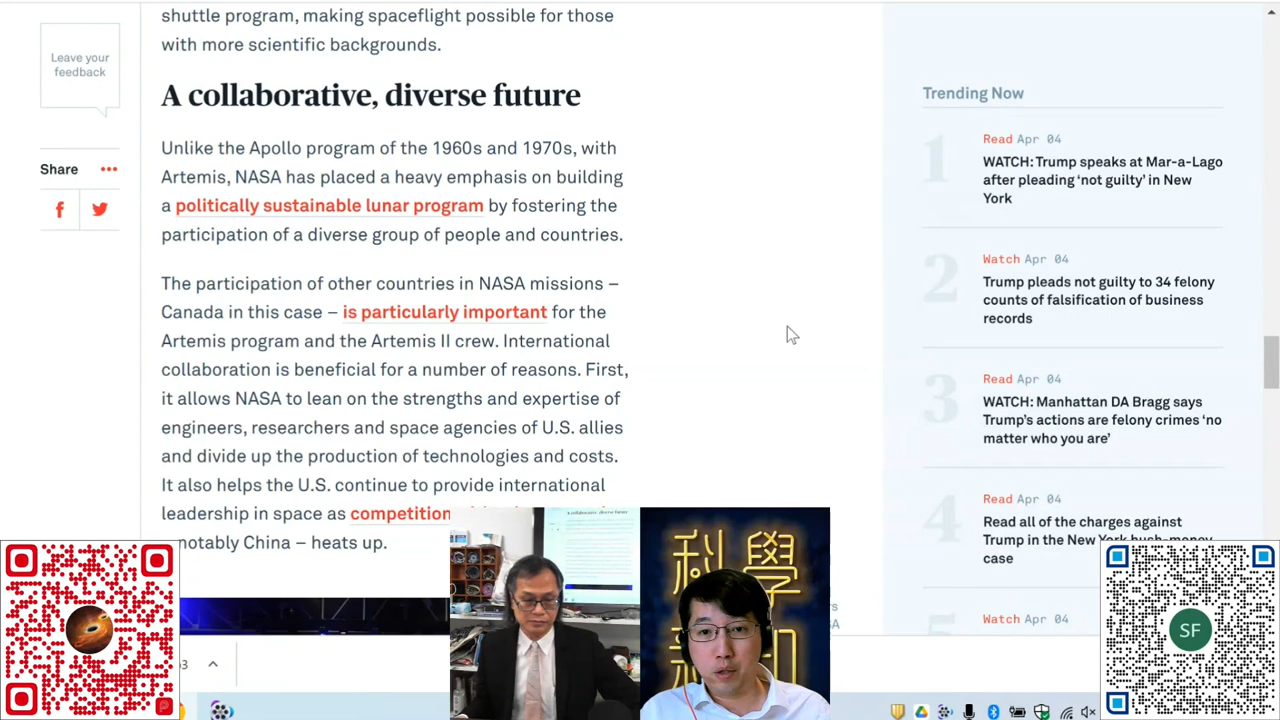 shuttle program, making spaceflight possible for those
with more scientific backgrounds.
Leave your
feedback
A collaborative, diverse future
Share
Unlike the Apollo program of the 1960s and 1970s, with
Artemis, NASA has placed a heavy emphasis on building
a politically sustainable lunar program by fostering the
participation of a diverse group of people and countries.
The participation of other countries in NASA missions –
Canada in this case – is particularly important for the
Artemis program and the Artemis II crew. International
collaboration is beneficial for a number of reasons. First,
it allows NASA to lean on the strengths and expertise of
engineers, researchers and space agencies of U.S. allies
and divide up the production of technologies and costs.
It also helps the U.S. continue to provide international
leadership in space as competition
notably China – heats up.
Trending Now
1
Read Apr 04
WATCH: Trump speaks at Mar-a-Lago
after pleading ‘not guilty’ in New
York
2
Watch Apr 04
Trump pleads not guilty to 34 felony
counts of falsification of business
records
3
Read Apr 04
WATCH: Manhattan DA Bragg says
Trump’s actions are felony crimes ‘no
matter who you are’
4
Read Apr 04
Read all of the charges against
Trump in the New York hush-money
case
Watch Apr 04
A collaborative, diverse future
科學
SF